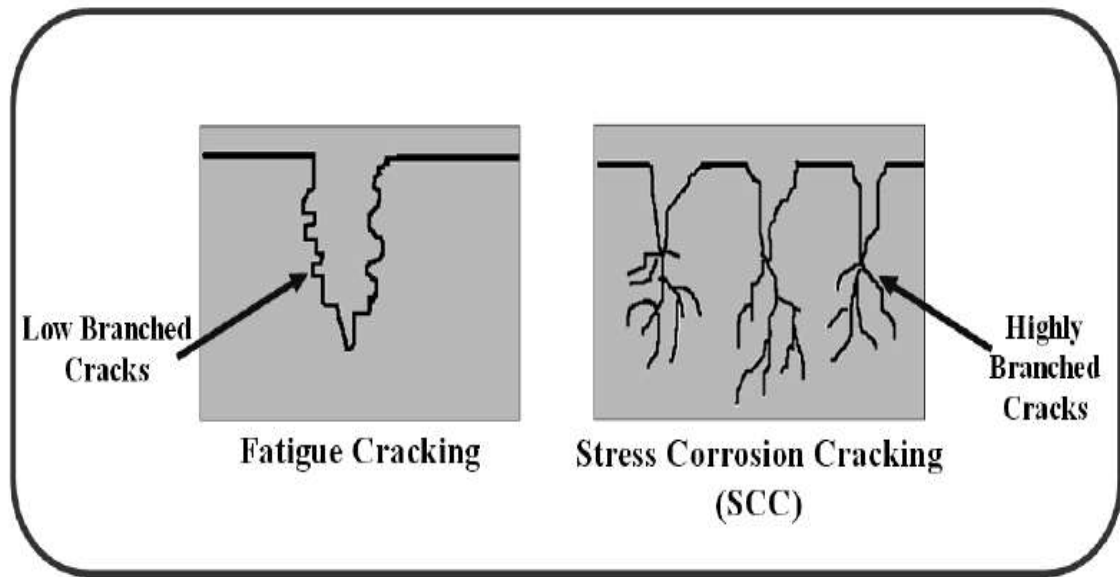 Low Branched
Cracks
Highly
Branched
Cracks
Fatigue Cracking
Stress Corrosion Cracking
(SCC)